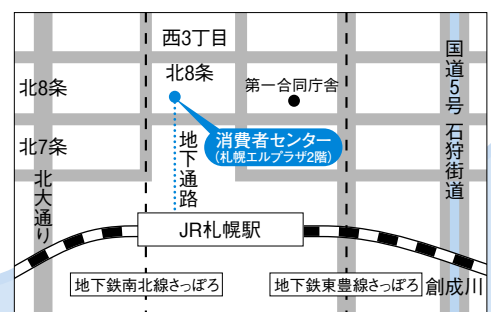 西3丁目
北8条
北8条
第一合同庁舎
国道5号 石狩街道
北7条
地下通路
消費者センター
(札幌エルプラザ2階)
北大通り
JR札幌駅
地下鉄南北線さっぽろ
地下鉄東豊線さっぽろ
創成川